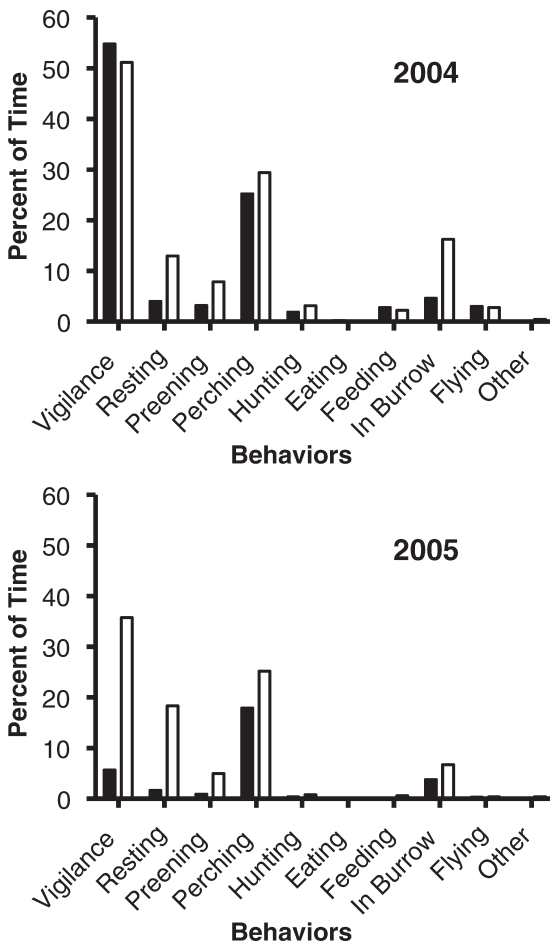 60
50
40
30
20
10
0
Percent of Time
2004
Vigilance
Resting
Preening
Perching
Hunting
Eating
Feeding
In Burrow
Flying
Other
Behaviors
60
50
40
30
20
10
0
Percent of Time
2005
Vigilance
Resting
Preening
Perching
Hunting
Eating
Feeding
In Burrow
Flying
Other
Behaviors